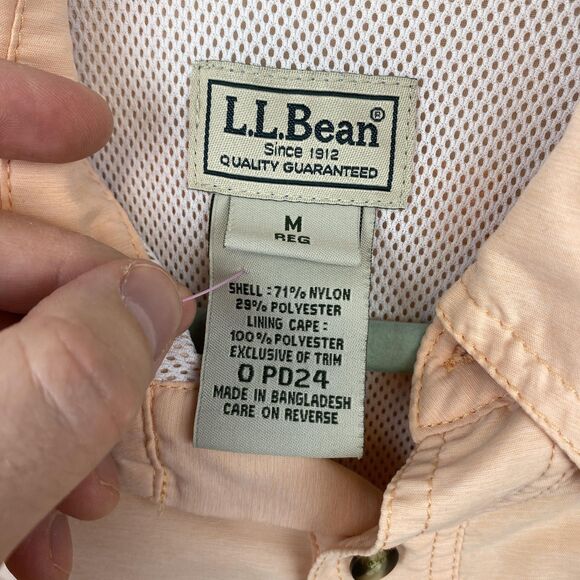 L.L.Bean®
Since 1912
QUALITY GUARANTEED
M
REG
SHELL : 71% NYLON
29% POLYESTER
LINING CAPE :
100% POLYESTER
EXCLUSIVE OF TRIM
0 PD24
MADE IN BANGLADESH
CARE ON REVERSE